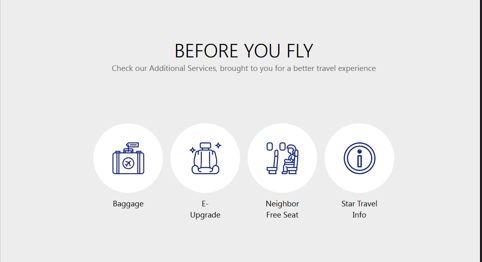 BEFORE YOU FLY
Check our Additional Services, brought to you for a better travel experience
Baggage
E-
Upgrade
Neighbor
Free Seat
Star Travel
Info